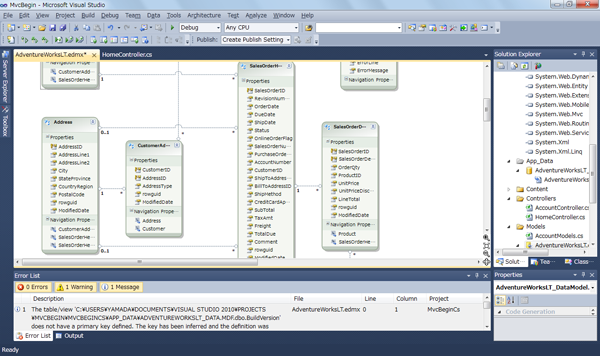 MvcBegin - Microsoft Visual Studio
File Edit View Project Build Debug Team Data Tools Architecture Test Analyze Window Help
Debug Any CPU
Publish: Create Publish Setting
Server Explorer
Toolbox
AdventureWorksLT.edmx* HomeController.cs
Navigation Prope
CustomerAdd
SalesOrderHe
1
Address
Properties
AddressID
AddressLine1
AddressLine2
City
StateProvince
CountryRegion
PostalCode
rowguid
ModifiedDate
Navigation Prope
CustomerAd
SalesOrderHe
SalesOrderHe
0..1
*
1
*
0..1
*
CustomerAd
Properties
CustomerID
AddressID
AddressType
rowguid
ModifiedDate
Navigation Prope
Address
Customer
SalesOrderH
Properties
SalesOrderID
RevisionNum
OrderDate
DueDate
ShipDate
Status
OnlineOrderFlag
SalesOrderNu
PurchaseOrde
AccountNumber
CustomerID
ShipToAddres
BillToAddressID
ShipMethod
CreditCardAp
SubTotal
TaxAmt
Freight
TotalDue
Comment
rowguid
ModifiedDate
1
*
ErrorLine
ErrorMessage
Navigation Prope
SalesOrderD
Properties
SalesOrderID
SalesOrderDe
OrderQty
ProductID
UnitPrice
UnitPriceDisc
LineTotal
rowguid
ModifiedDate
Navigation Prope
Product
SalesOrderHe
Solution Explorer
System.Web.Dynar
System.Web.Entity
System.Web.Exten
System.Web.Mvc
System.Web.Routin
System.Web.Servic
System.Xml
System.Xml.Linq
App_Data
AdventureWorksLT
AdventureWorks
Content
Controllers
AccountController.cs
HomeController.cs
Models
AccountModels.cs
AdventureWorksLT.e
Solut... Tea... Class...
Properties
AdventureWorksLT_DataModel.
Code Generation
Error List
0 Errors 1 Warning 1 Message
Description File Line Column Project
1 The table/view 'C:¥USERS¥YAMADA¥DOCUMENTS¥VISUAL STUDIO 2010¥PROJECTS AdventureWorksLT.edmx 0 1 MvcBeginCs
¥MVCBEGIN¥MVCBEGINCS¥APP_DATA¥ADVENTUREWORKSLT_DATA.MDF.dbo.BuildVersion'
does not have a primary key defined. The key has been inferred and the definition was
Error List Output